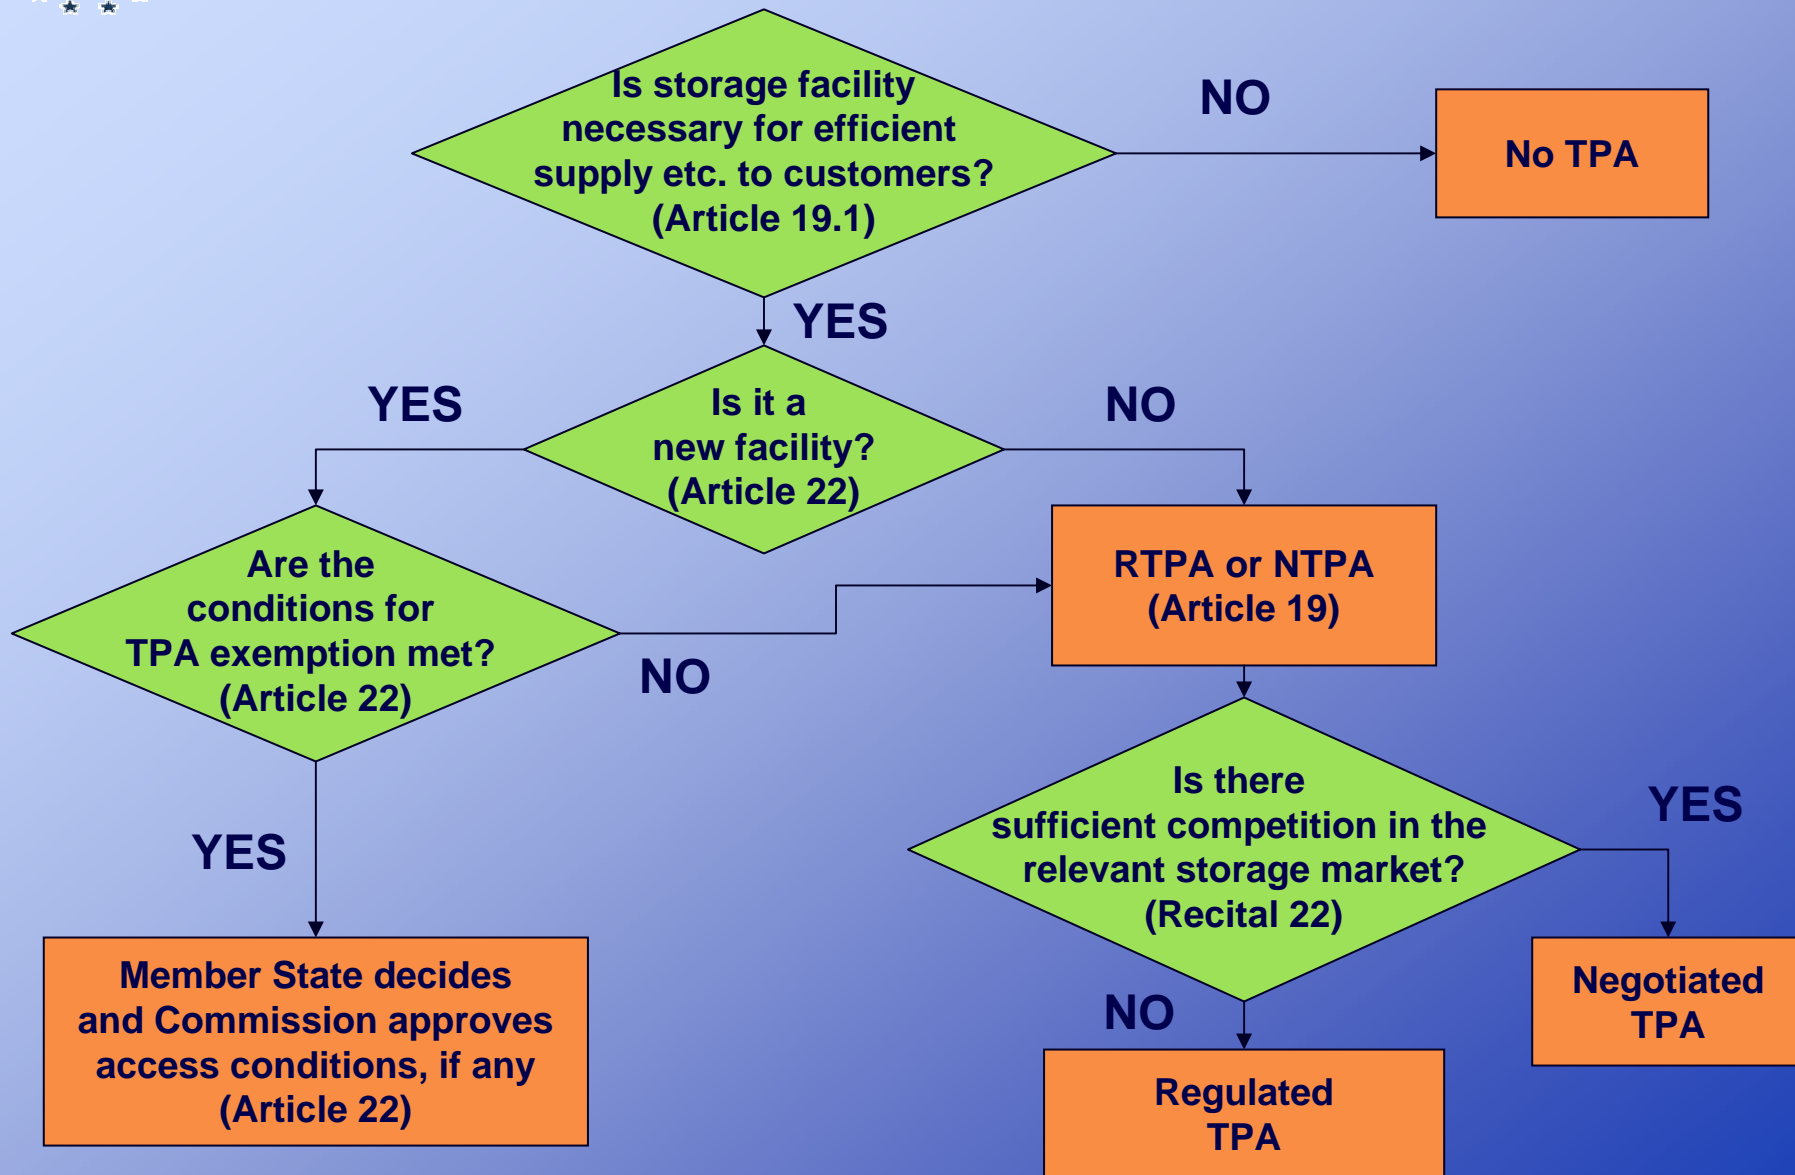 Is storage facility
necessary for efficient
supply etc. to customers?
(Article 19.1)
NO
No TPA
YES
Is it a
new facility?
(Article 22)
YES
NO
Are the
conditions for
TPA exemption met?
(Article 22)
NO
RTPA or NTPA
(Article 19)
Is there
sufficient competition in the
relevant storage market?
(Recital 22)
YES
YES
Member State decides
and Commission approves
access conditions, if any
(Article 22)
NO
Regulated
TPA
Negotiated
TPA